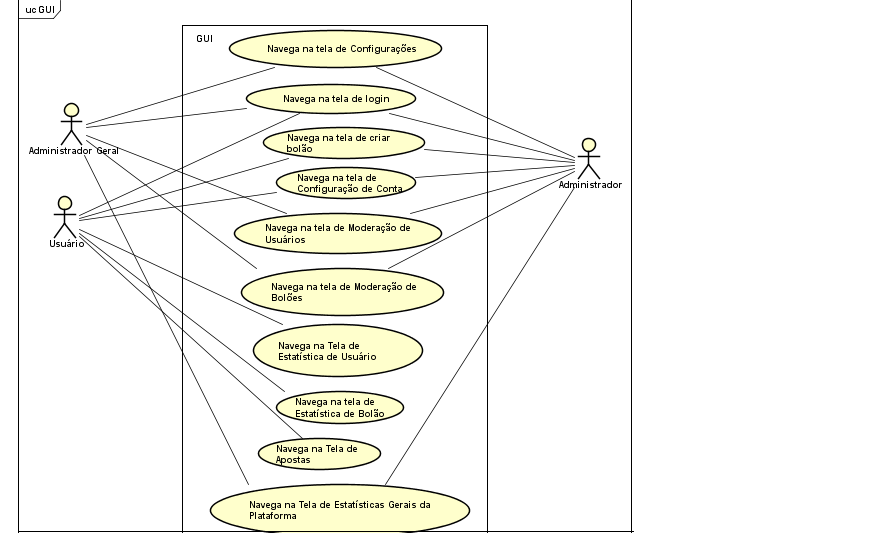 uc GUI
GUI
Navega na tela de Configurações
Navega na tela de login
Administrador Geral
Navega na tela de criar
bolão
Administrador
Navega na tela de
Configuração de Conta
Usuário
Navega na tela de Moderação de
Usuários
Navega na tela de Moderação de
Bolões
Navega na Tela de
Estatística de Usuário
Navega na tela de
Estatística de Bolão
Navega na Tela de
Apostas
Navega na Tela de Estatísticas Gerais da
Plataforma